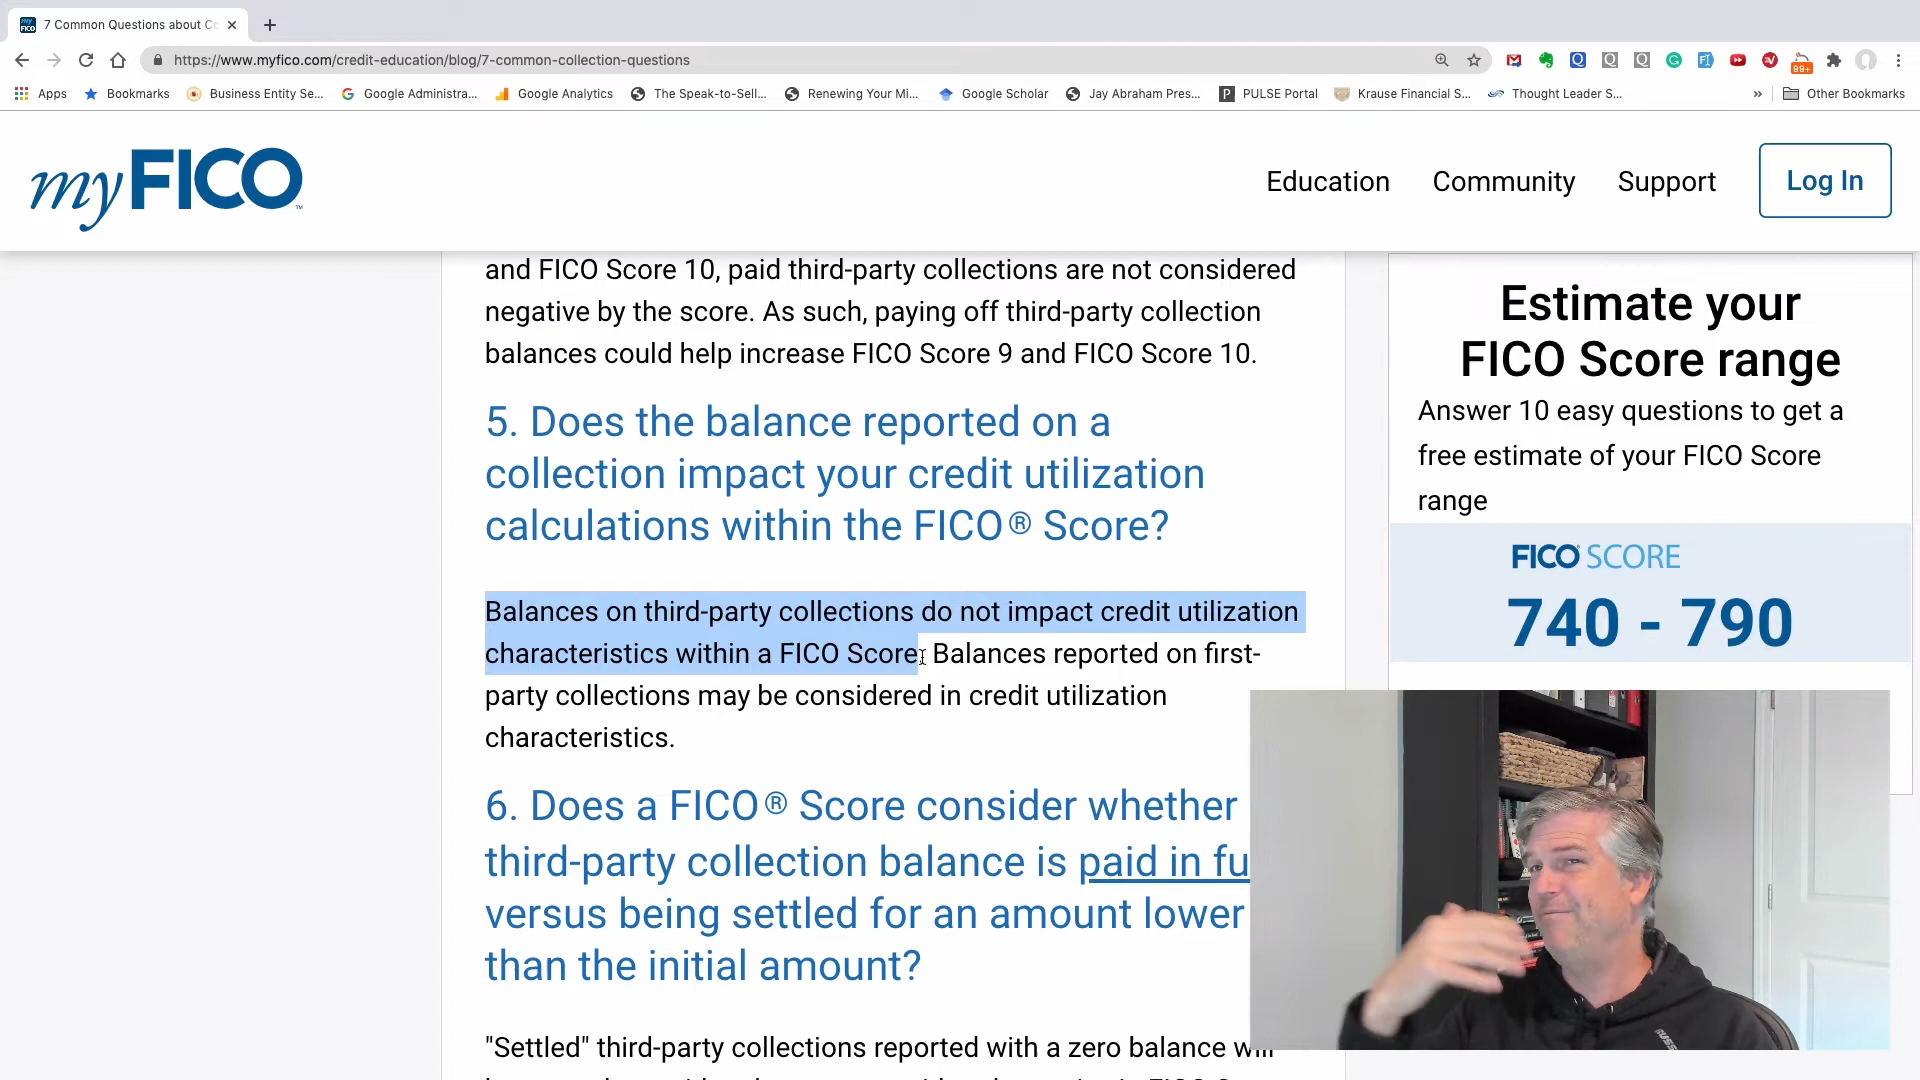 7 Common Questions about Co
https://www.myfico.com/credit-education/blog/7-common-collection-questions
99+
Apps
Bookmarks
Business Entity Se...
Google Administra...
Google Analytics
The Speak-to-Sell...
Renewing Your Mi...
Google Scholar
Jay Abraham Pres...
PULSE Portal
Krause Financial S...
Thought Leader S...
»
Other Bookmarks
myFICO™
Education
Community
Support
Log In
and FICO Score 10, paid third-party collections are not considered
negative by the score. As such, paying off third-party collection
balances could help increase FICO Score 9 and FICO Score 10.
5. Does the balance reported on a
collection impact your credit utilization
calculations within the FICO® Score?
Balances on third-party collections do not impact credit utilization
characteristics within a FICO Score. Balances reported on first-
party collections may be considered in credit utilization
characteristics.
6. Does a FICO® Score consider whether
third-party collection balance is paid in fu
versus being settled for an amount lower
than the initial amount?
"Settled" third-party collections reported with a zero balance will
Estimate your
FICO Score range
Answer 10 easy questions to get a
free estimate of your FICO Score
range
FICO® SCORE
740 - 790